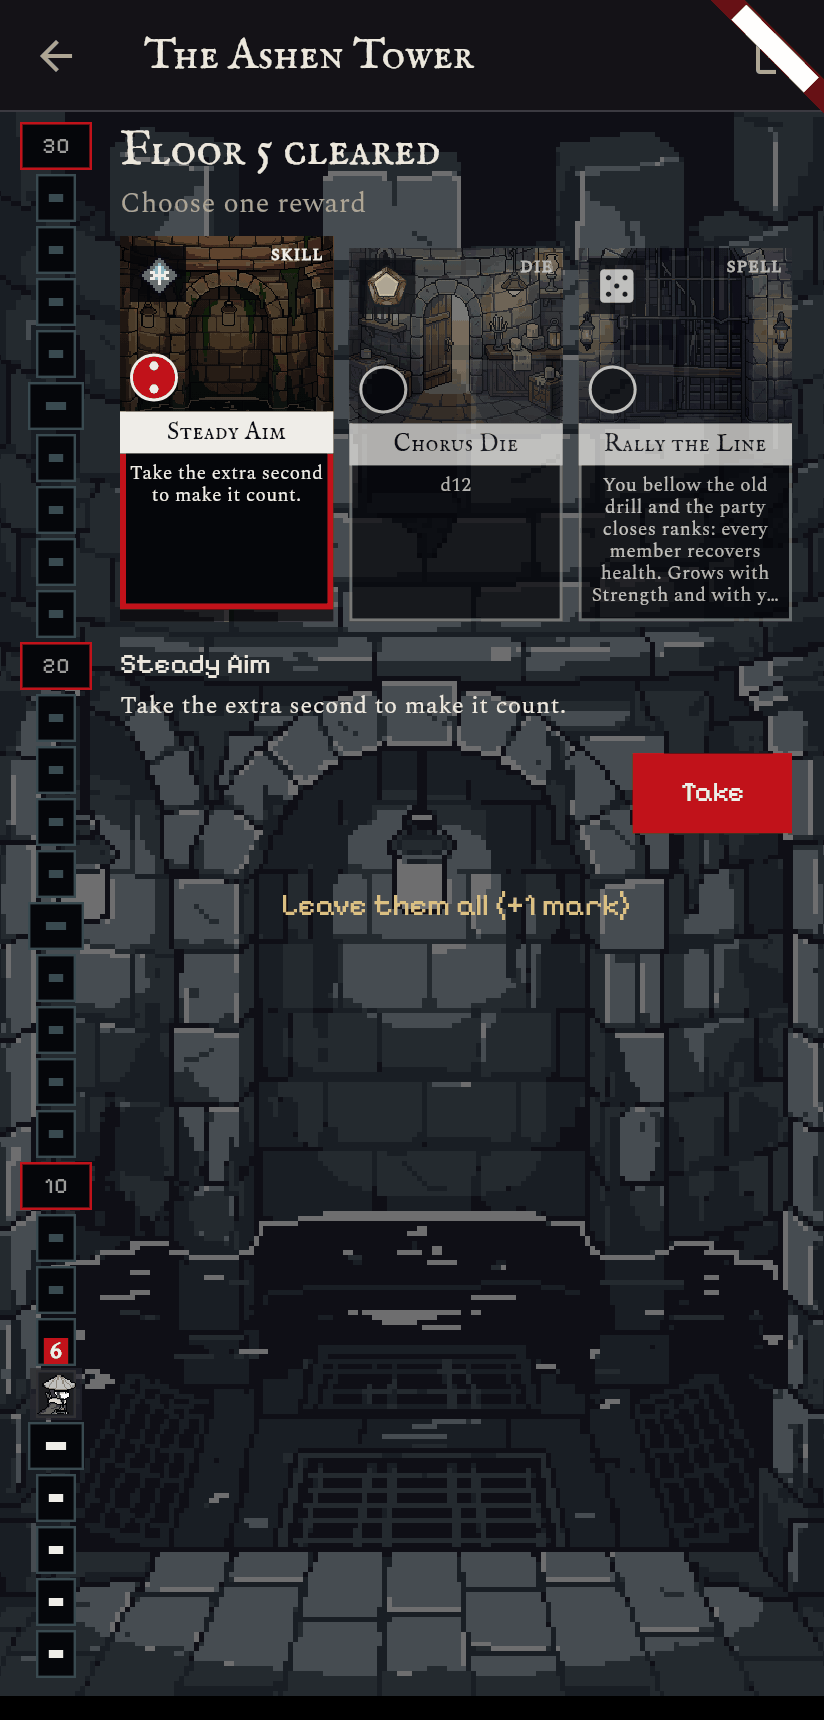 The Ashen Tower
30
Floor 5 cleared
Choose one reward
SKILL
Steady Aim
Take the extra second
to make it count.
DIE
Chorus Die
d12
SPELL
Rally the Line
You bellow the old
drill and the party
closes ranks: every
member recovers
health. Grows with
Strength and with y…
20
Steady Aim
Take the extra second to make it count.
Take
Leave them all (+1 mark)
10
6